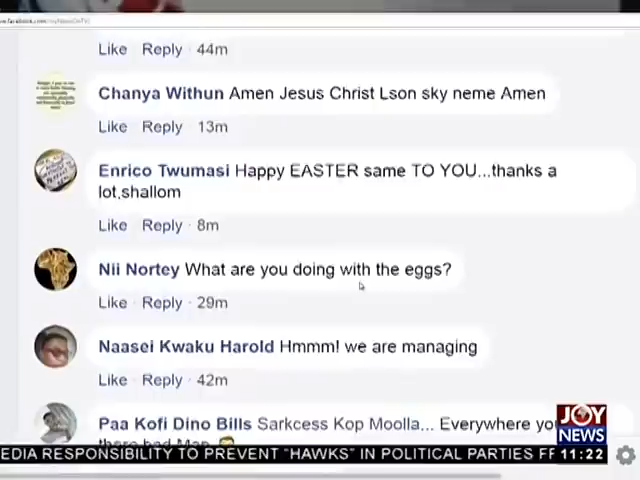 Like Reply 44m
Chanya Withun Amen Jesus Christ Lson sky neme Amen
Like Reply 13m
Enrico Twumasi Happy EASTER same TO YOU...thanks a
lot,shallom
Like Reply · 8m
Nii Nortey What are you doing with the eggs?
Like · Reply · 29m
Naasei Kwaku Harold Hmmm! we are managing
Like · Reply · 42m
Paa Kofi Dino Bills Sarkcess Kop Moolla... Everywhere
JOY
NEWS
EDIA RESPONSIBILITY TO PREVENT "HAWKS" IN POLITICAL PARTIES
11:22